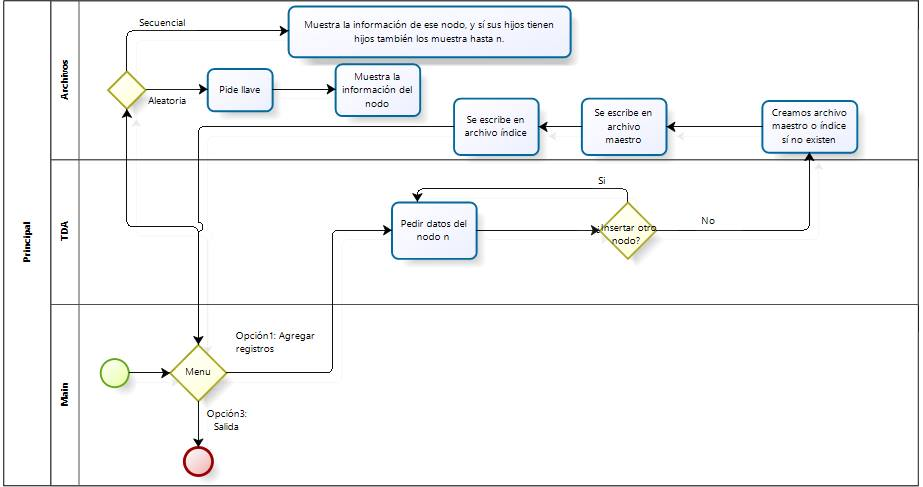 Principal
Archivos
Secuencial
Muestra la información de ese nodo, y sí sus hijos tienen
hijos también los muestra hasta n.
Aleatoria
Pide llave
Muestra la
información del
nodo
Se escribe en
archivo índice
Se escribe en
archivo
maestro
Creamos archivo
maestro o índice
sí no existen
TDA
Pedir datos del
nodo n
Si
¿Insertar otro
nodo?
No
Main
Menu
Opción1: Agregar
registros
Opción3:
Salida